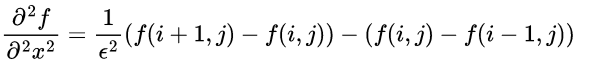 ∂²f/∂²x² = 1/ϵ² (f(i + 1, j) − f(i, j)) − (f(i, j) − f(i − 1, j))